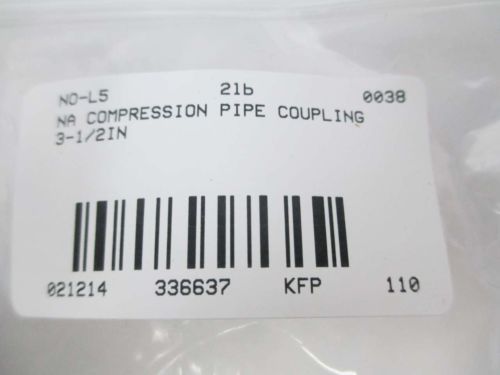 NO-L5 21b 0038
NA COMPRESSION PIPE COUPLING
3-1/2IN
021214 336637 KFP 110